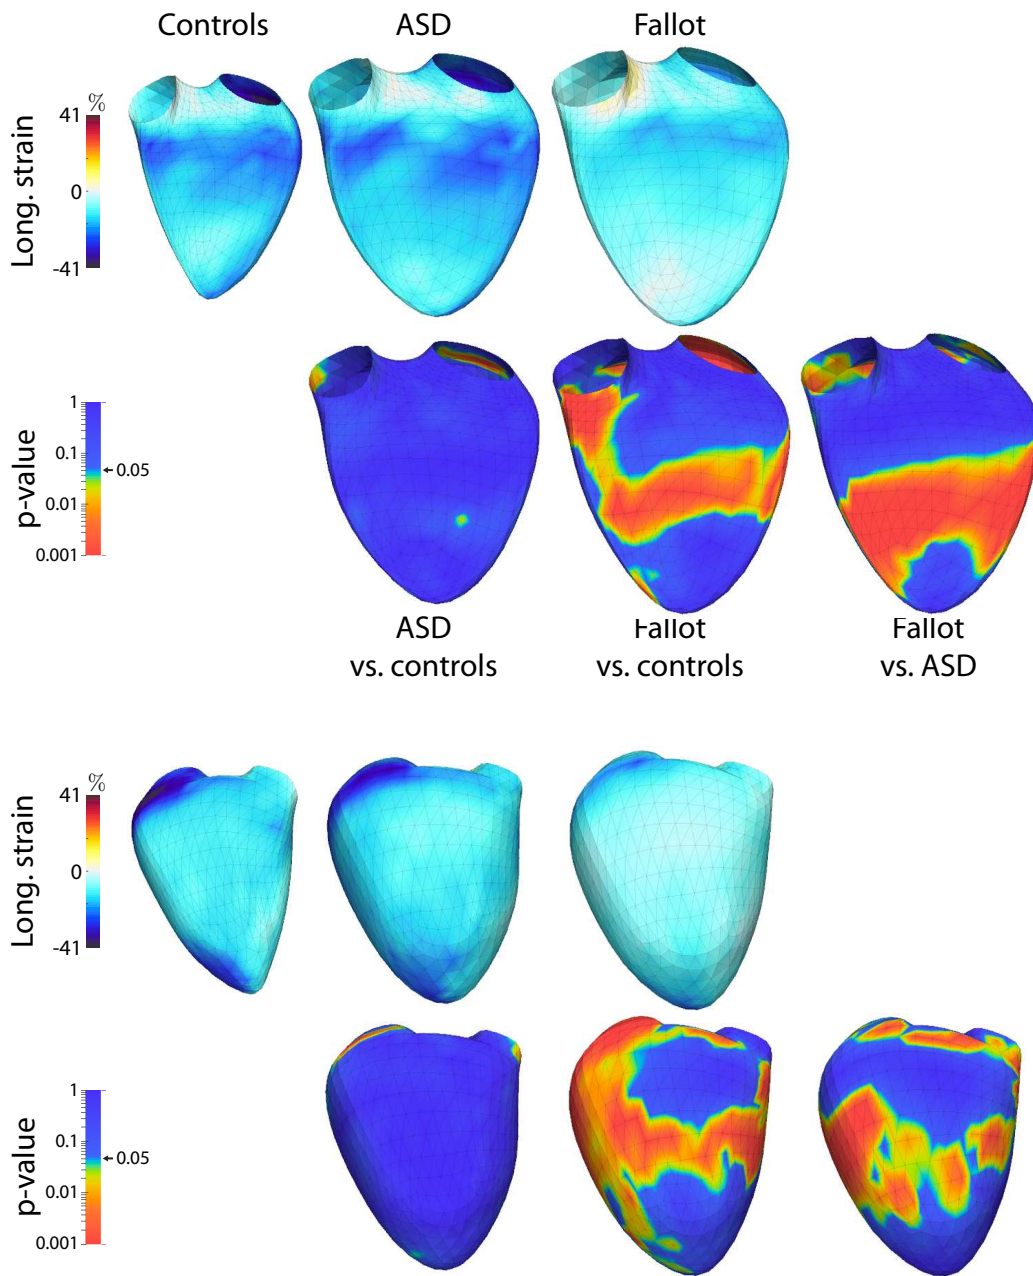 Controls
ASD
Fallot
%
41
0
-41
Long. strain
1
0.1
0.05
0.01
0.001
p-value
ASD
vs. controls
Fallot
vs. controls
Fallot
vs. ASD
%
41
0
-41
Long. strain
1
0.1
0.05
0.01
0.001
p-value